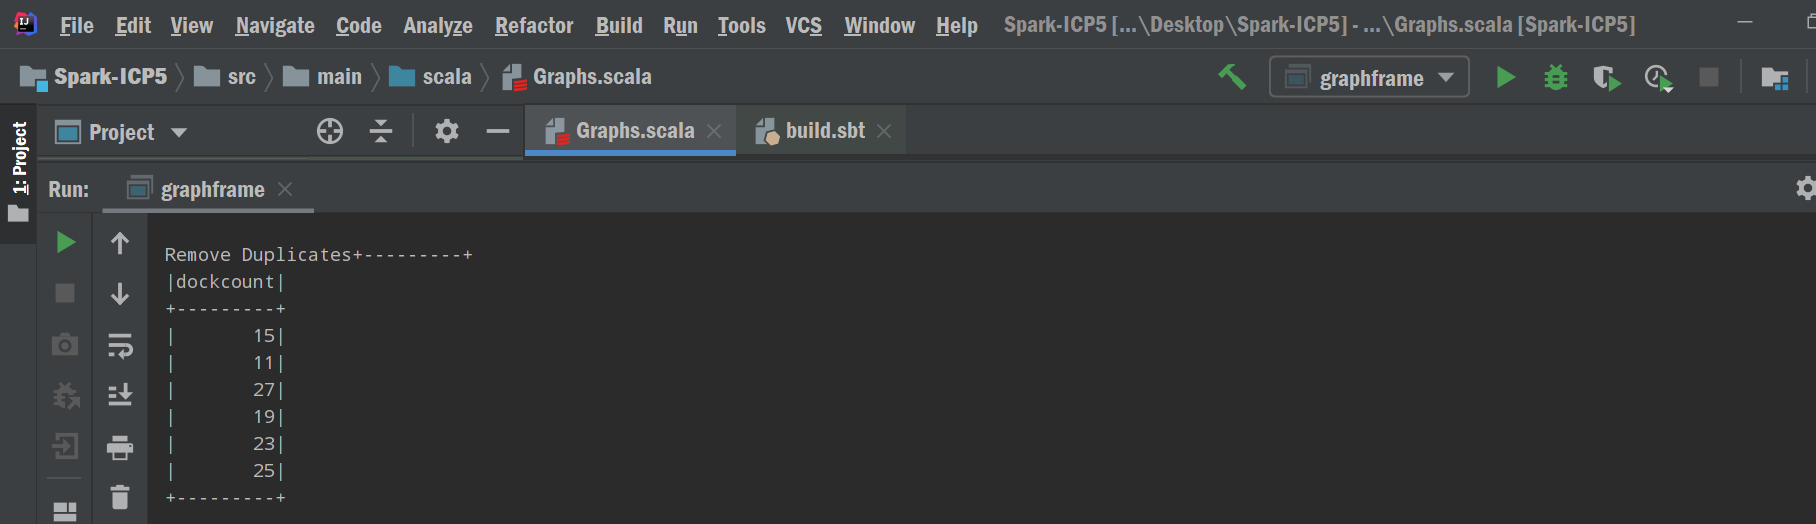 File Edit View Navigate Code Analyze Refactor Build Run Tools VCS Window Help Spark-ICP5 [...\Desktop\Spark-ICP5] - ...\Graphs.scala [Spark-ICP5]
Spark-ICP5 src main scala Graphs.scala graphframe
1: Project
Project Graphs.scala build.sbt
Run: graphframe
Remove Duplicates+---------+
|dockcount|
+---------+
|       15|
|       11|
|       27|
|       19|
|       23|
|       25|
+---------+